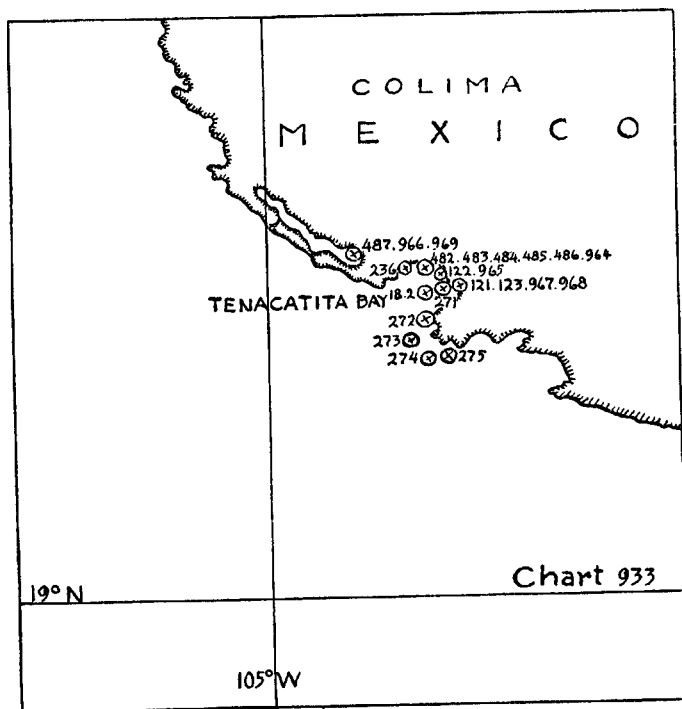 COLIMA
MEXICO
487.966.969
482.483.484.485.486.964
236
122.965
TENACATITA BAY
18.2
271
121.123.967.968
272
273
274
275
Chart 933
19° N
105° W